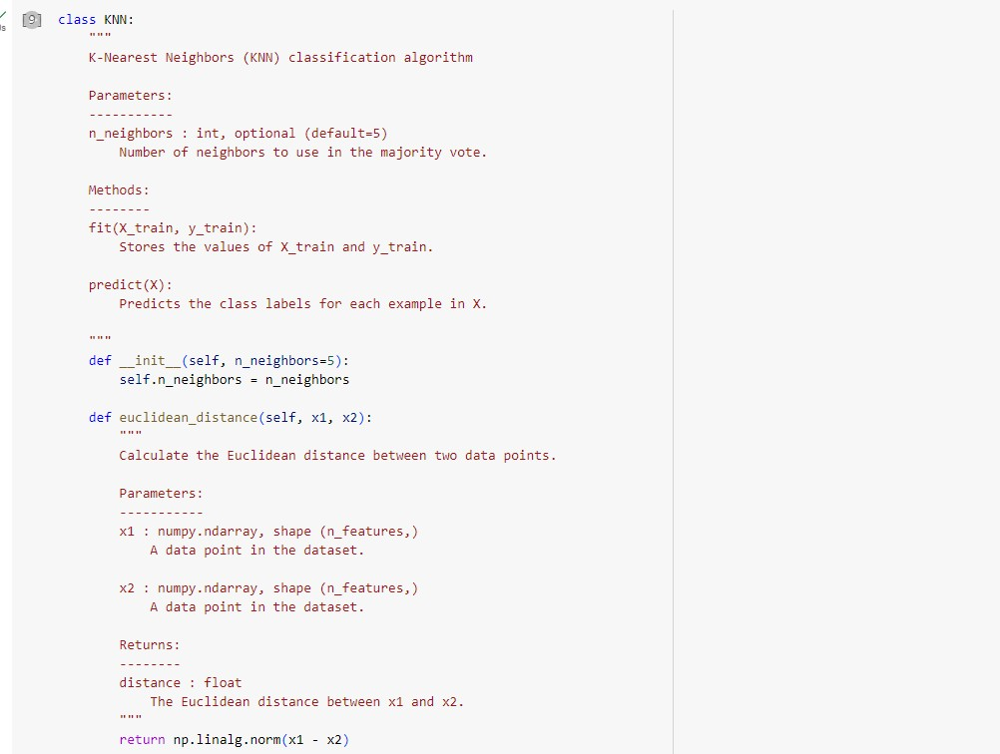 [9]
class KNN:
"""
K-Nearest Neighbors (KNN) classification algorithm
Parameters:
-----------
n_neighbors : int, optional (default=5)
Number of neighbors to use in the majority vote.
Methods:
--------
fit(X_train, y_train):
Stores the values of X_train and y_train.
predict(X):
Predicts the class labels for each example in X.
"""
def __init__(self, n_neighbors=5):
self.n_neighbors = n_neighbors
def euclidean_distance(self, x1, x2):
"""
Calculate the Euclidean distance between two data points.
Parameters:
-----------
x1 : numpy.ndarray, shape (n_features,)
A data point in the dataset.
x2 : numpy.ndarray, shape (n_features,)
A data point in the dataset.
Returns:
--------
distance : float
The Euclidean distance between x1 and x2.
"""
return np.linalg.norm(x1 - x2)